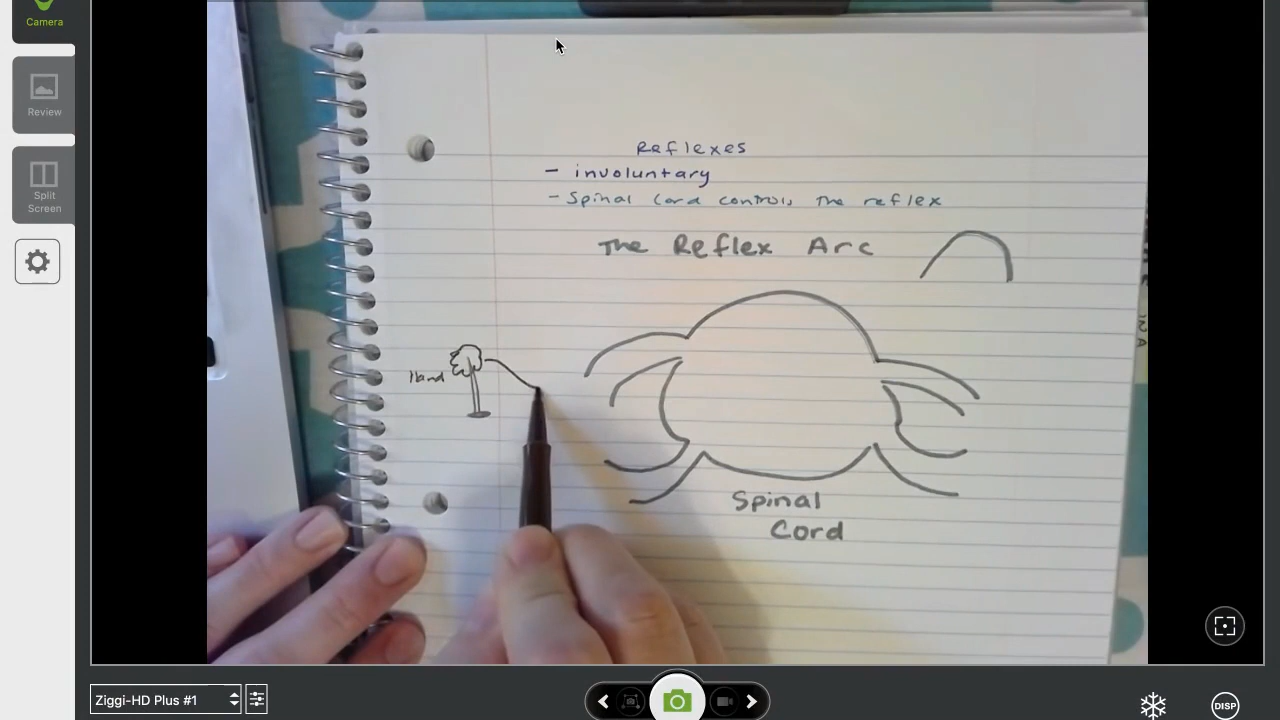 Camera
Review
Split
Screen
Reflexes
- involuntary
- Spinal Cord controls the reflex
The Reflex Arc
Hand
Spinal
Cord
Ziggi-HD Plus #1
DISP